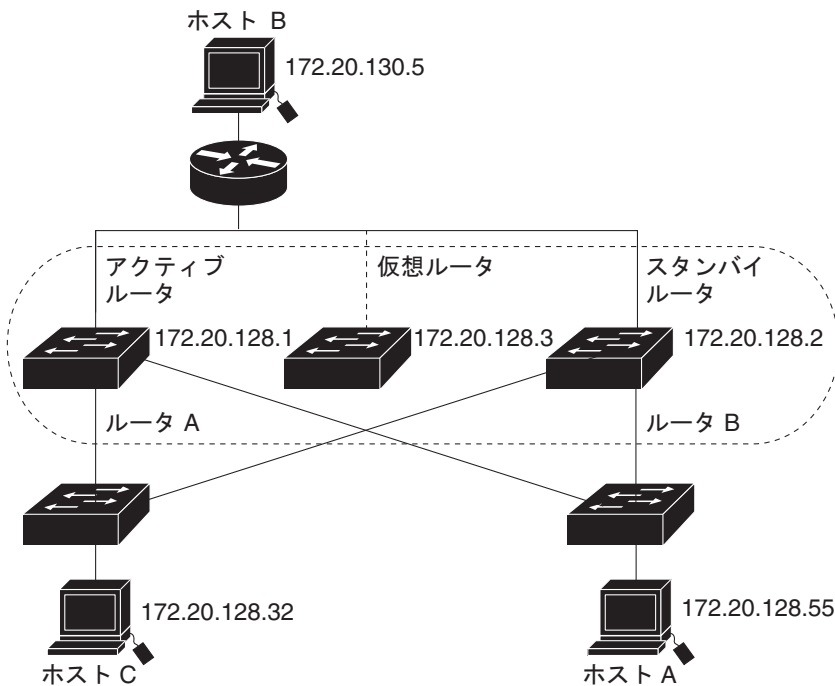 ホスト B
172.20.130.5
アクティブ
ルータ
仮想ルータ
スタンバイ
ルータ
172.20.128.1
172.20.128.3
172.20.128.2
ルータ A
ルータ B
172.20.128.32
172.20.128.55
ホスト C
ホスト A